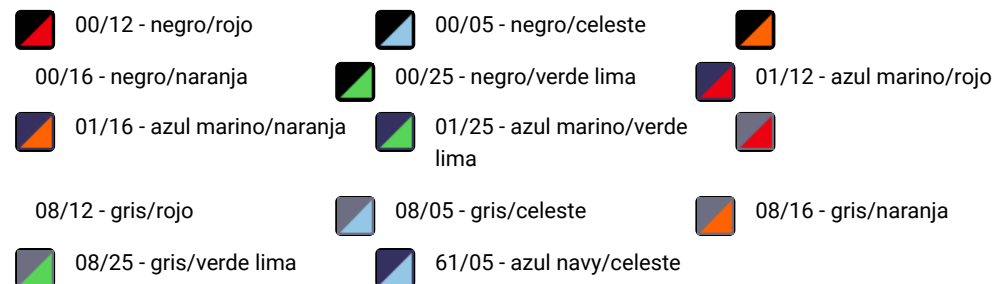 00/12 - negro/rojo
00/05 - negro/celeste
00/16 - negro/naranja
00/25 - negro/verde lima
01/12 - azul marino/rojo
01/16 - azul marino/naranja
01/25 - azul marino/verde
lima
08/12 - gris/rojo
08/05 - gris/celeste
08/16 - gris/naranja
08/25 - gris/verde lima
61/05 - azul navy/celeste